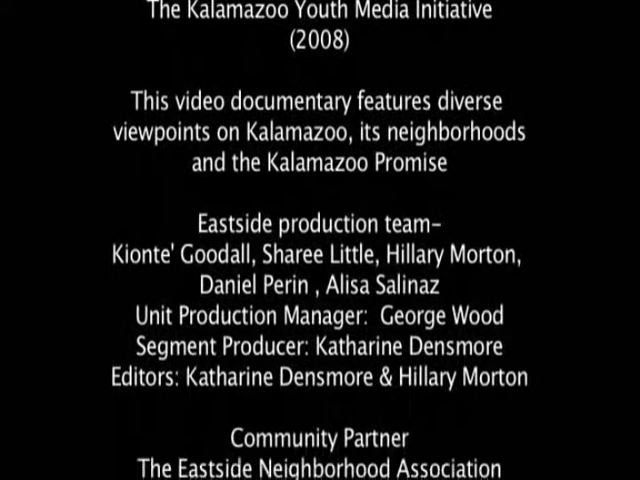 The Kalamazoo Youth Media Initiative
(2008)
This video documentary features diverse
viewpoints on Kalamazoo, its neighborhoods
and the Kalamazoo Promise
Eastside production team-
Kionte' Goodall, Sharee Little, Hillary Morton,
Daniel Perin , Alisa Salinaz
Unit Production Manager:  George Wood
Segment Producer: Katharine Densmore
Editors: Katharine Densmore & Hillary Morton
Community Partner
The Eastside Neighborhood Association